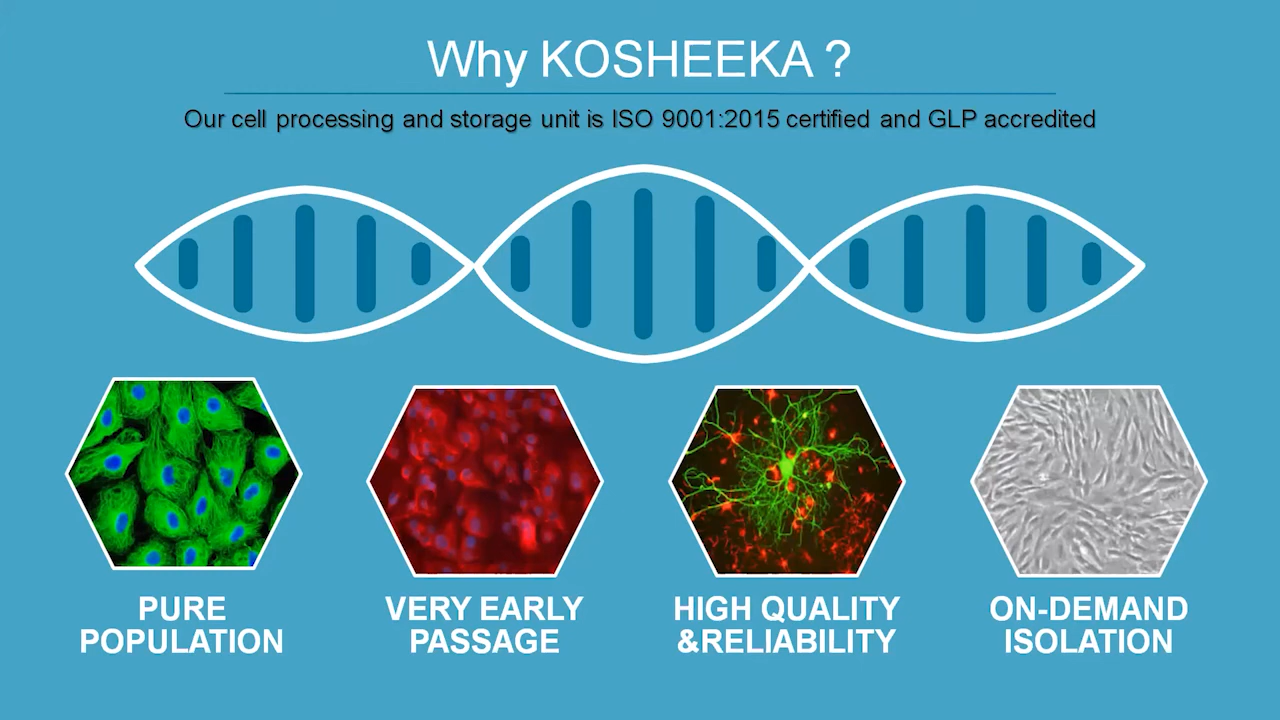 Why KOSHEEKA ?
Our cell processing and storage unit is ISO 9001:2015 certified and GLP accredited
PURE
POPULATION
VERY EARLY
PASSAGE
HIGH QUALITY
&RELIABILITY
ON-DEMAND
ISOLATION